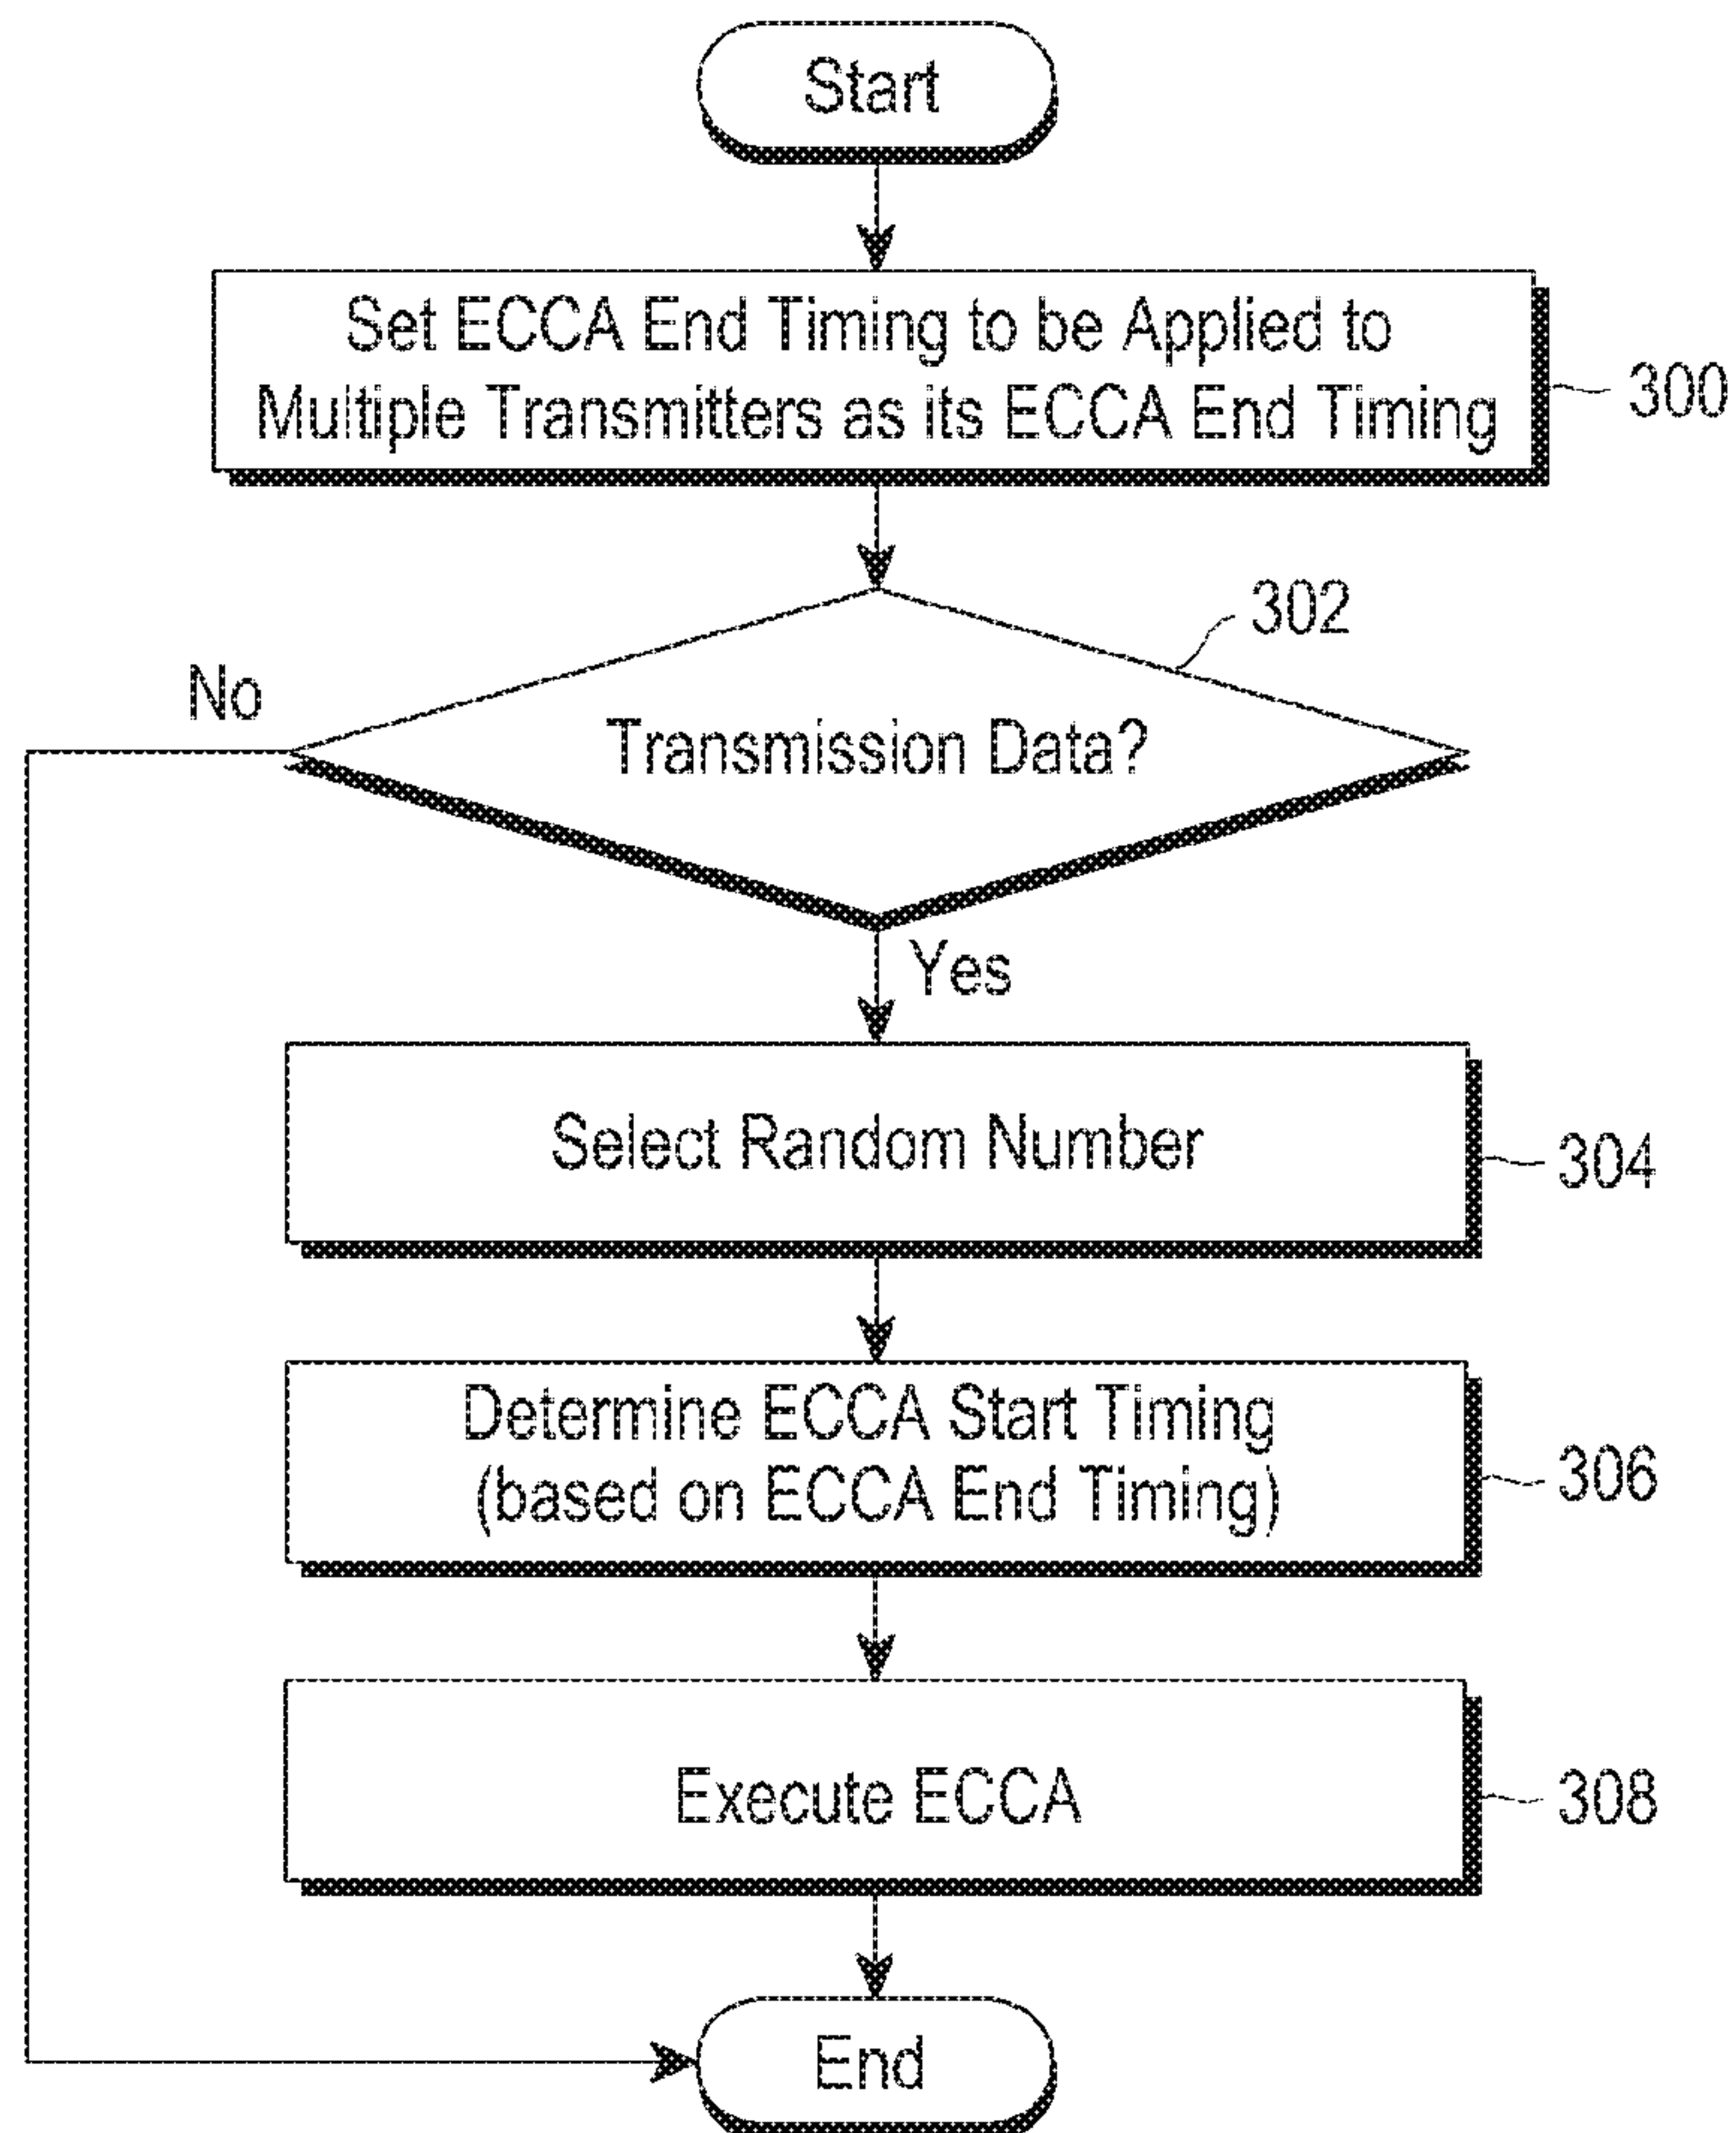 Start
Set ECCA End Timing to be Applied to
Multiple Transmitters as its ECCA End Timing
300
302
No
Transmission Data?
Yes
Select Random Number
304
Determine ECCA Start Timing
(based on ECCA End Timing)
306
Execute ECCA
308
End